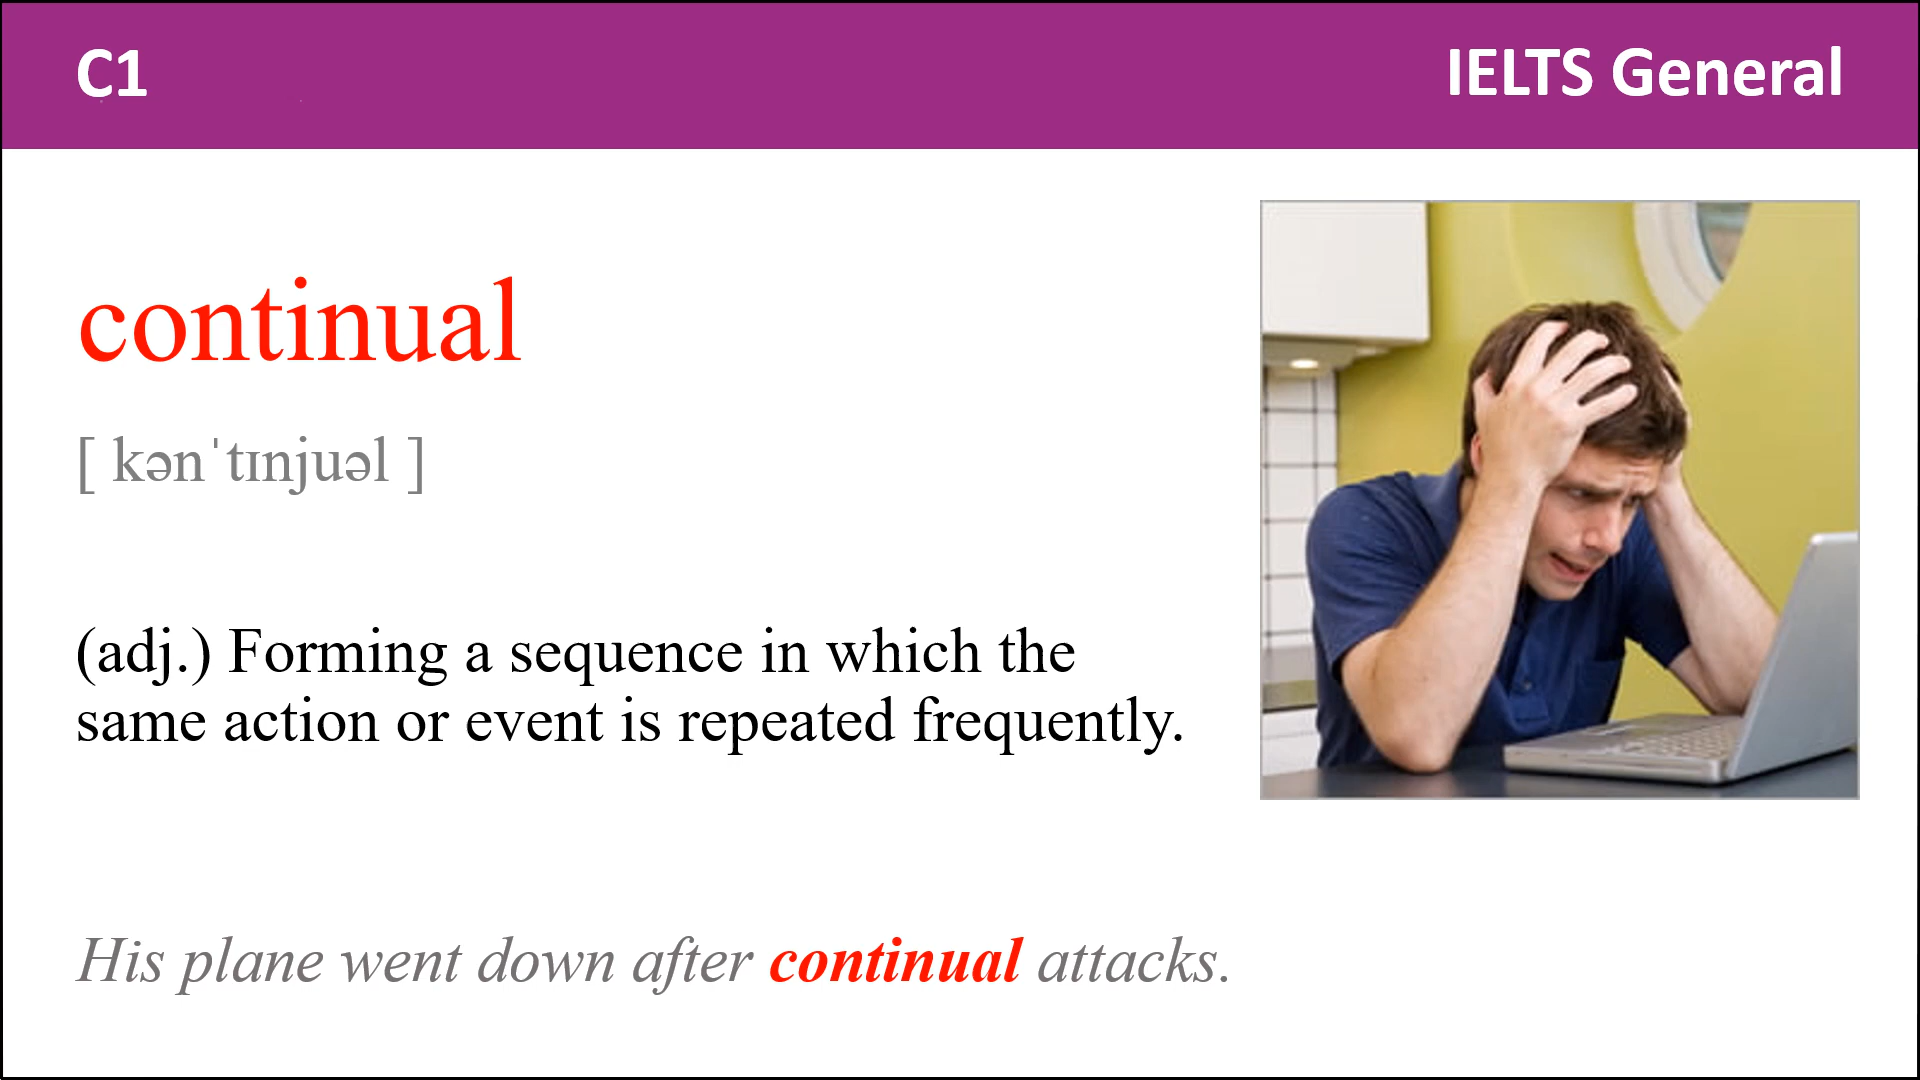 C1
IELTS General
continual
[ kənˈtɪnjuəl ]
(adj.) Forming a sequence in which the
same action or event is repeated frequently.
His plane went down after continual attacks.